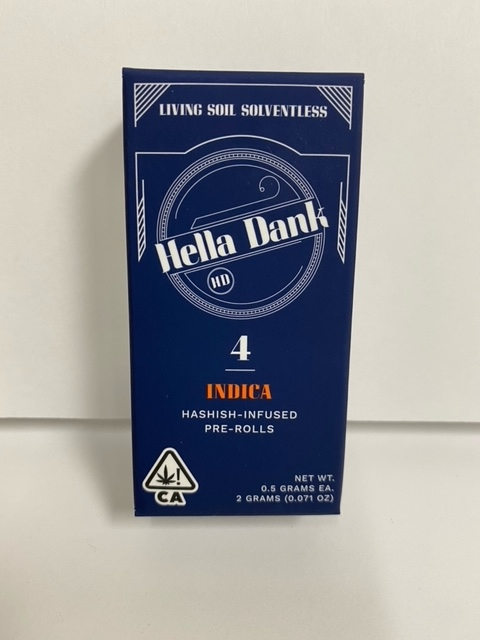 LIVING SOIL SOLVENTLESS
Hella Dank
HD
4
INDICA
HASHISH-INFUSED
PRE-ROLLS
!
CA
NET WT.
0.5 GRAMS EA.
2 GRAMS (0.071 OZ)